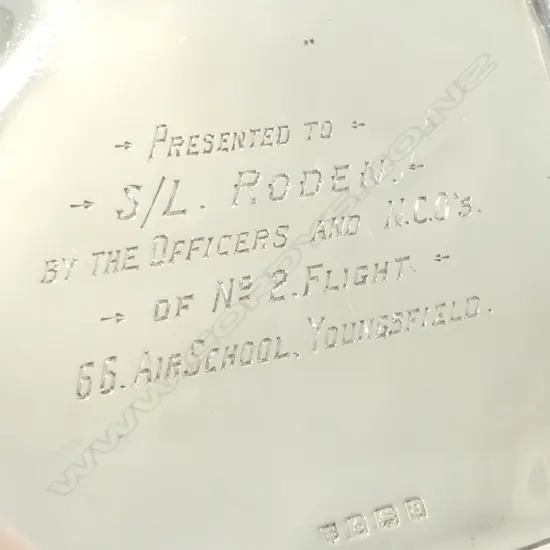 → PRESENTED TO ←
→ S/L. RODEN. ←
BY THE OFFICERS AND N.C.O's.
→ OF Nº 2. FLIGHT. ←
66. AIR SCHOOL, YOUNGSFIELD.